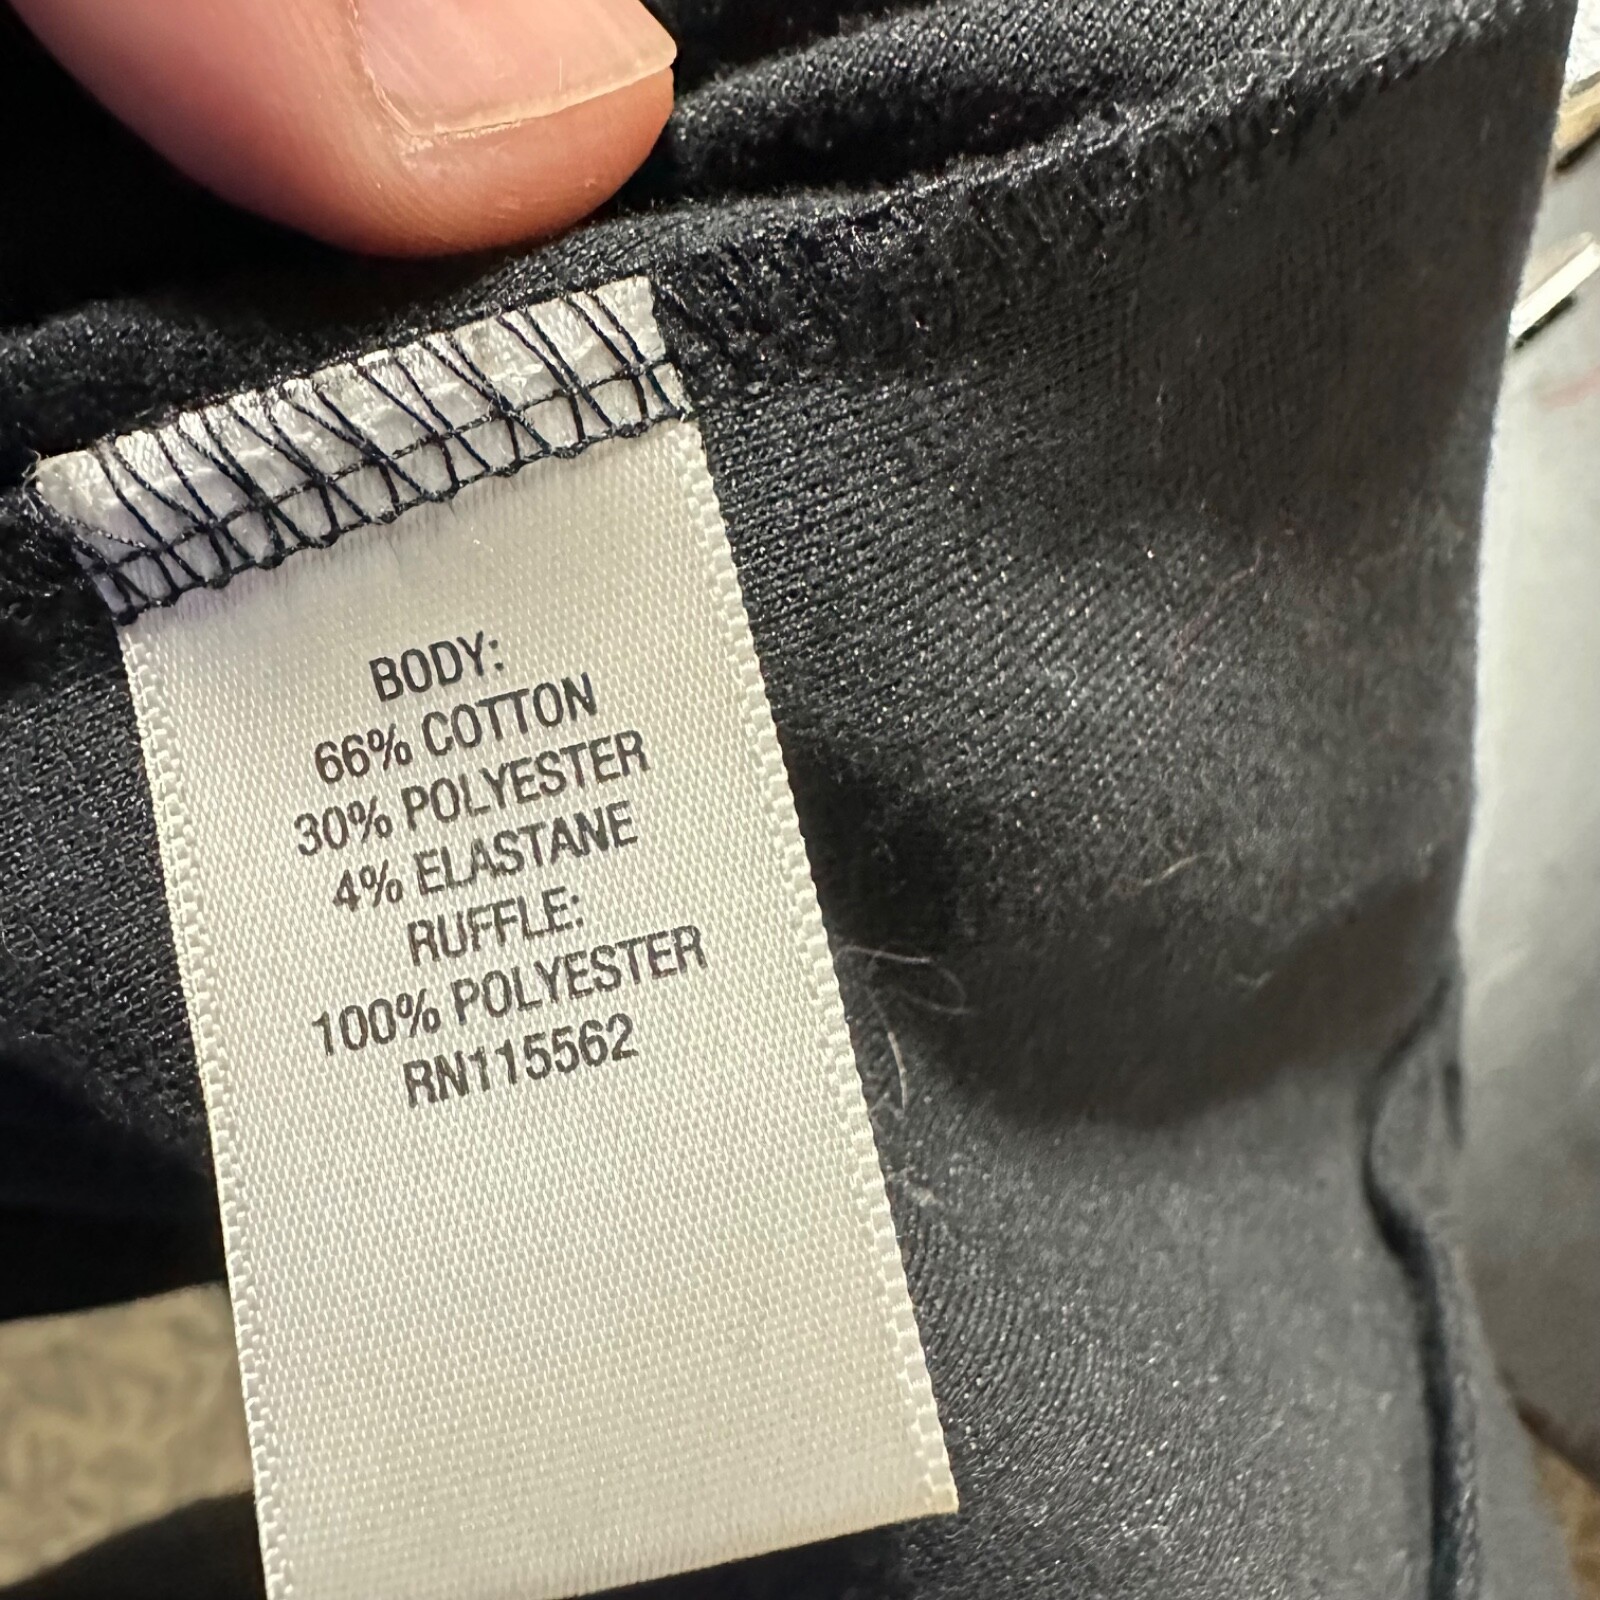 BODY:
66% COTTON
30% POLYESTER
4% ELASTANE
RUFFLE:
100% POLYESTER
RN115562